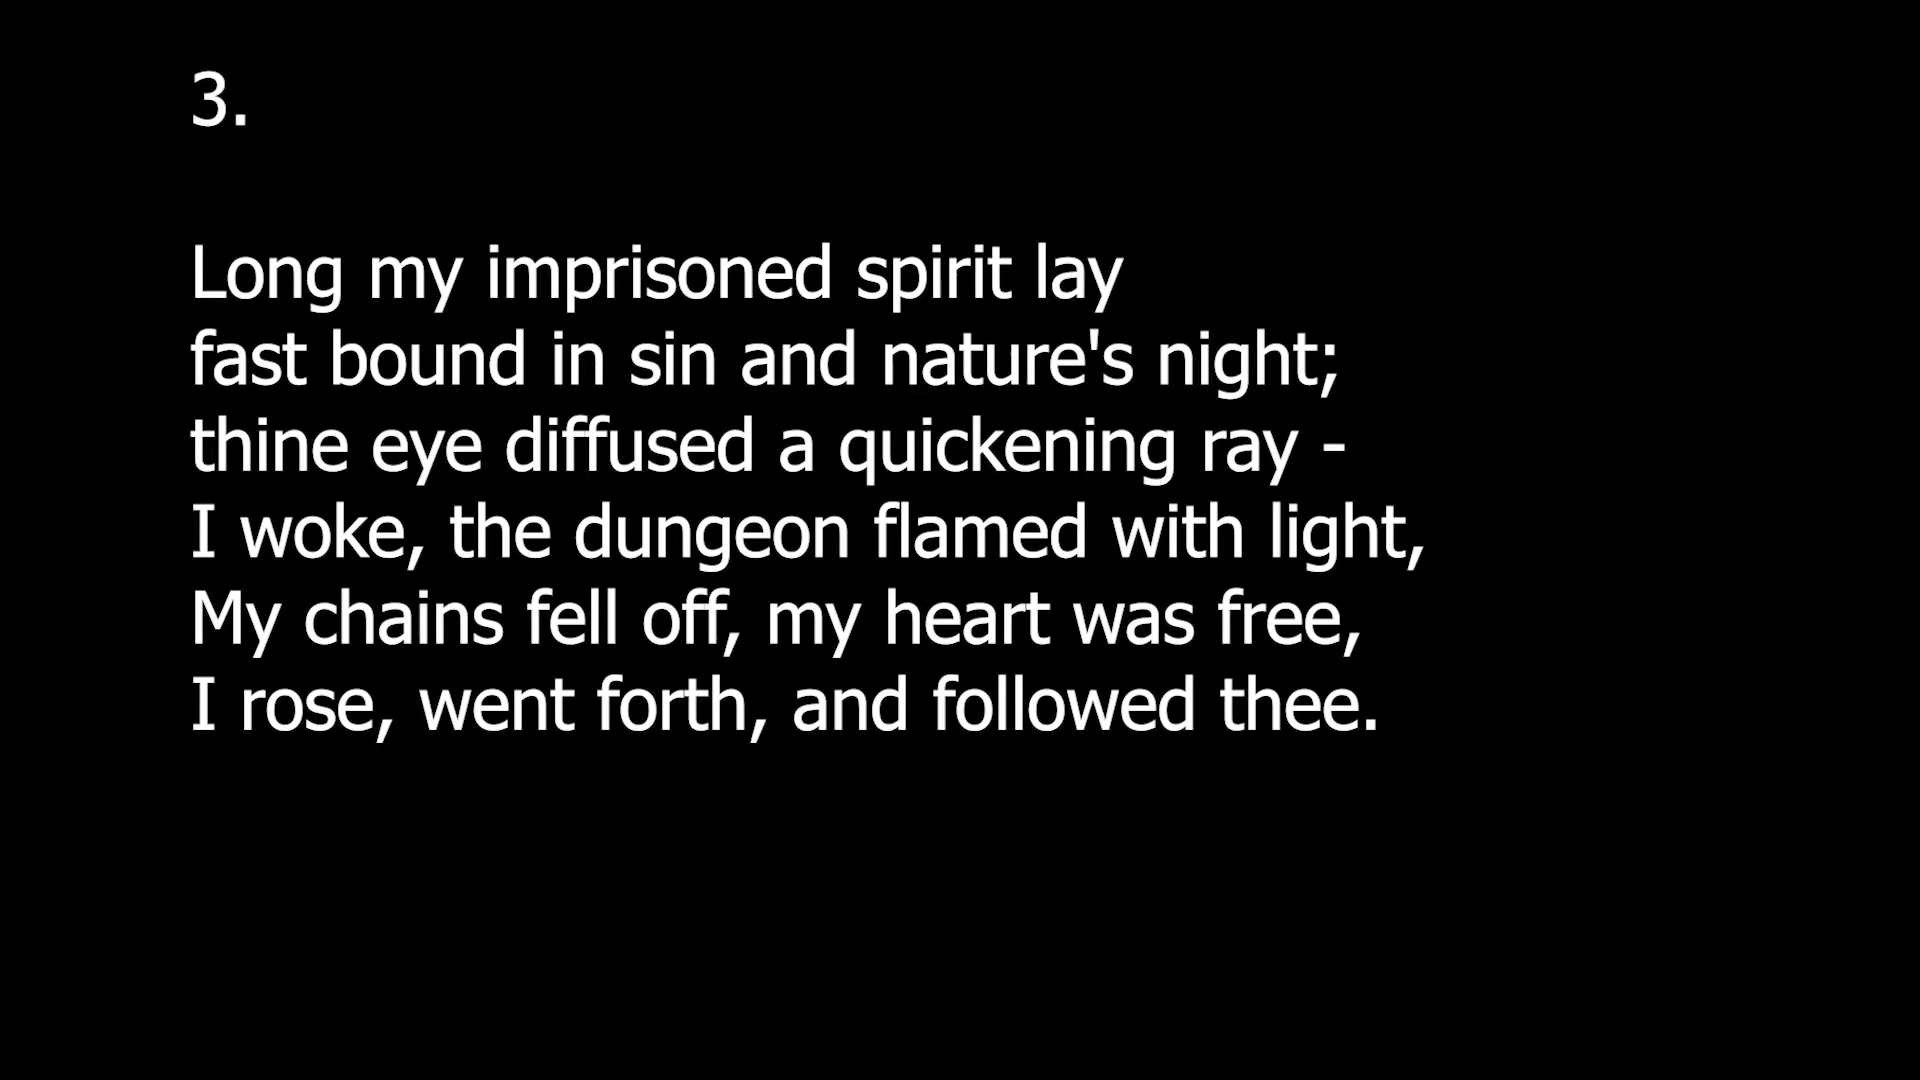 3.
Long my imprisoned spirit lay
fast bound in sin and nature's night;
thine eye diffused a quickening ray -
I woke, the dungeon flamed with light,
My chains fell off, my heart was free,
I rose, went forth, and followed thee.